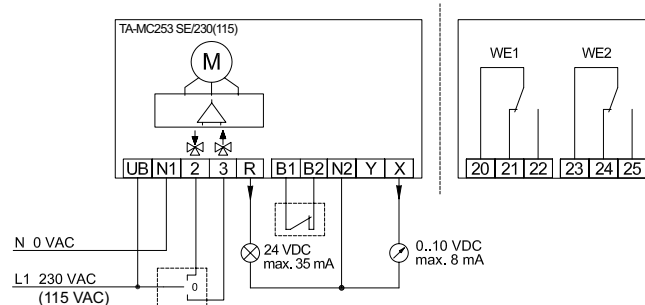 TA-MC253 SE/230(115)
M
UB N1 2 3 R B1 B2 N2 Y X
WE1 WE2
20 21 22 23 24 25
N 0 VAC
24 VDC
max. 35 mA
0..10 VDC
max. 8 mA
L1 230 VAC
(115 VAC)
0